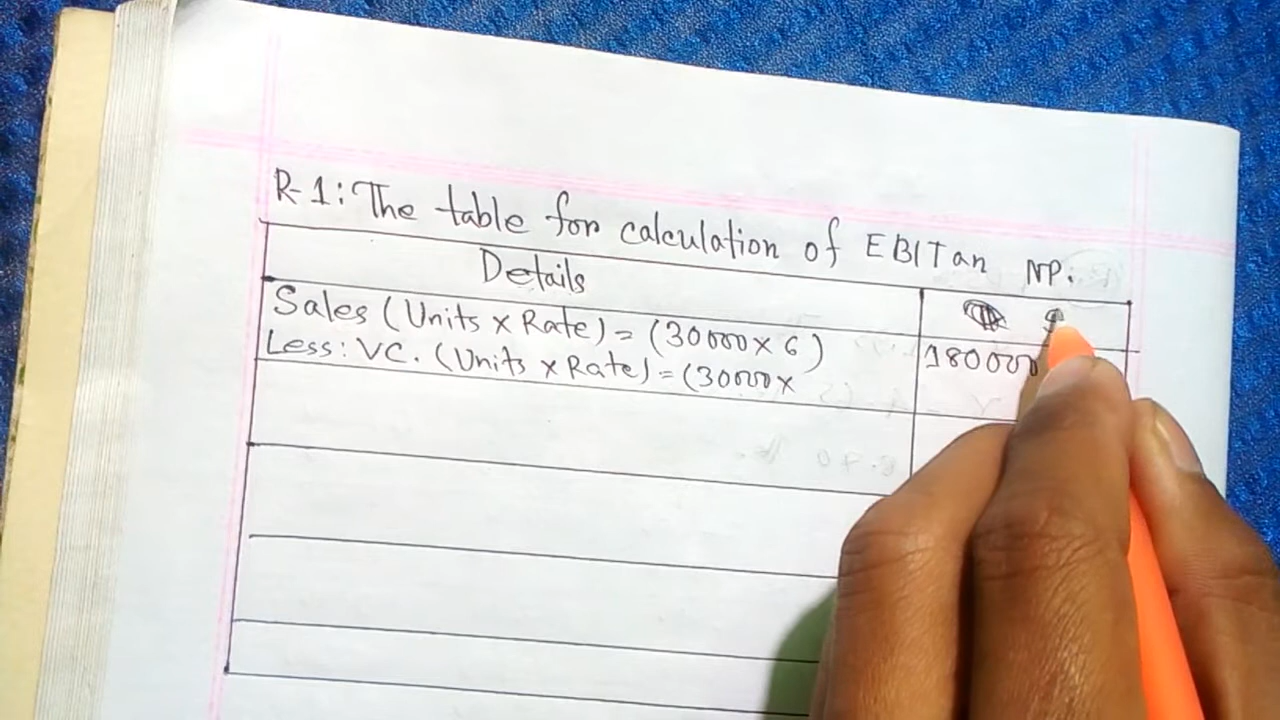 R-1: The table for calculation of EBIT an NP.
Details
Sales (Units x Rate) = (30000 x 6) 180000
Less: VC. (Units x Rate) = (30000 x